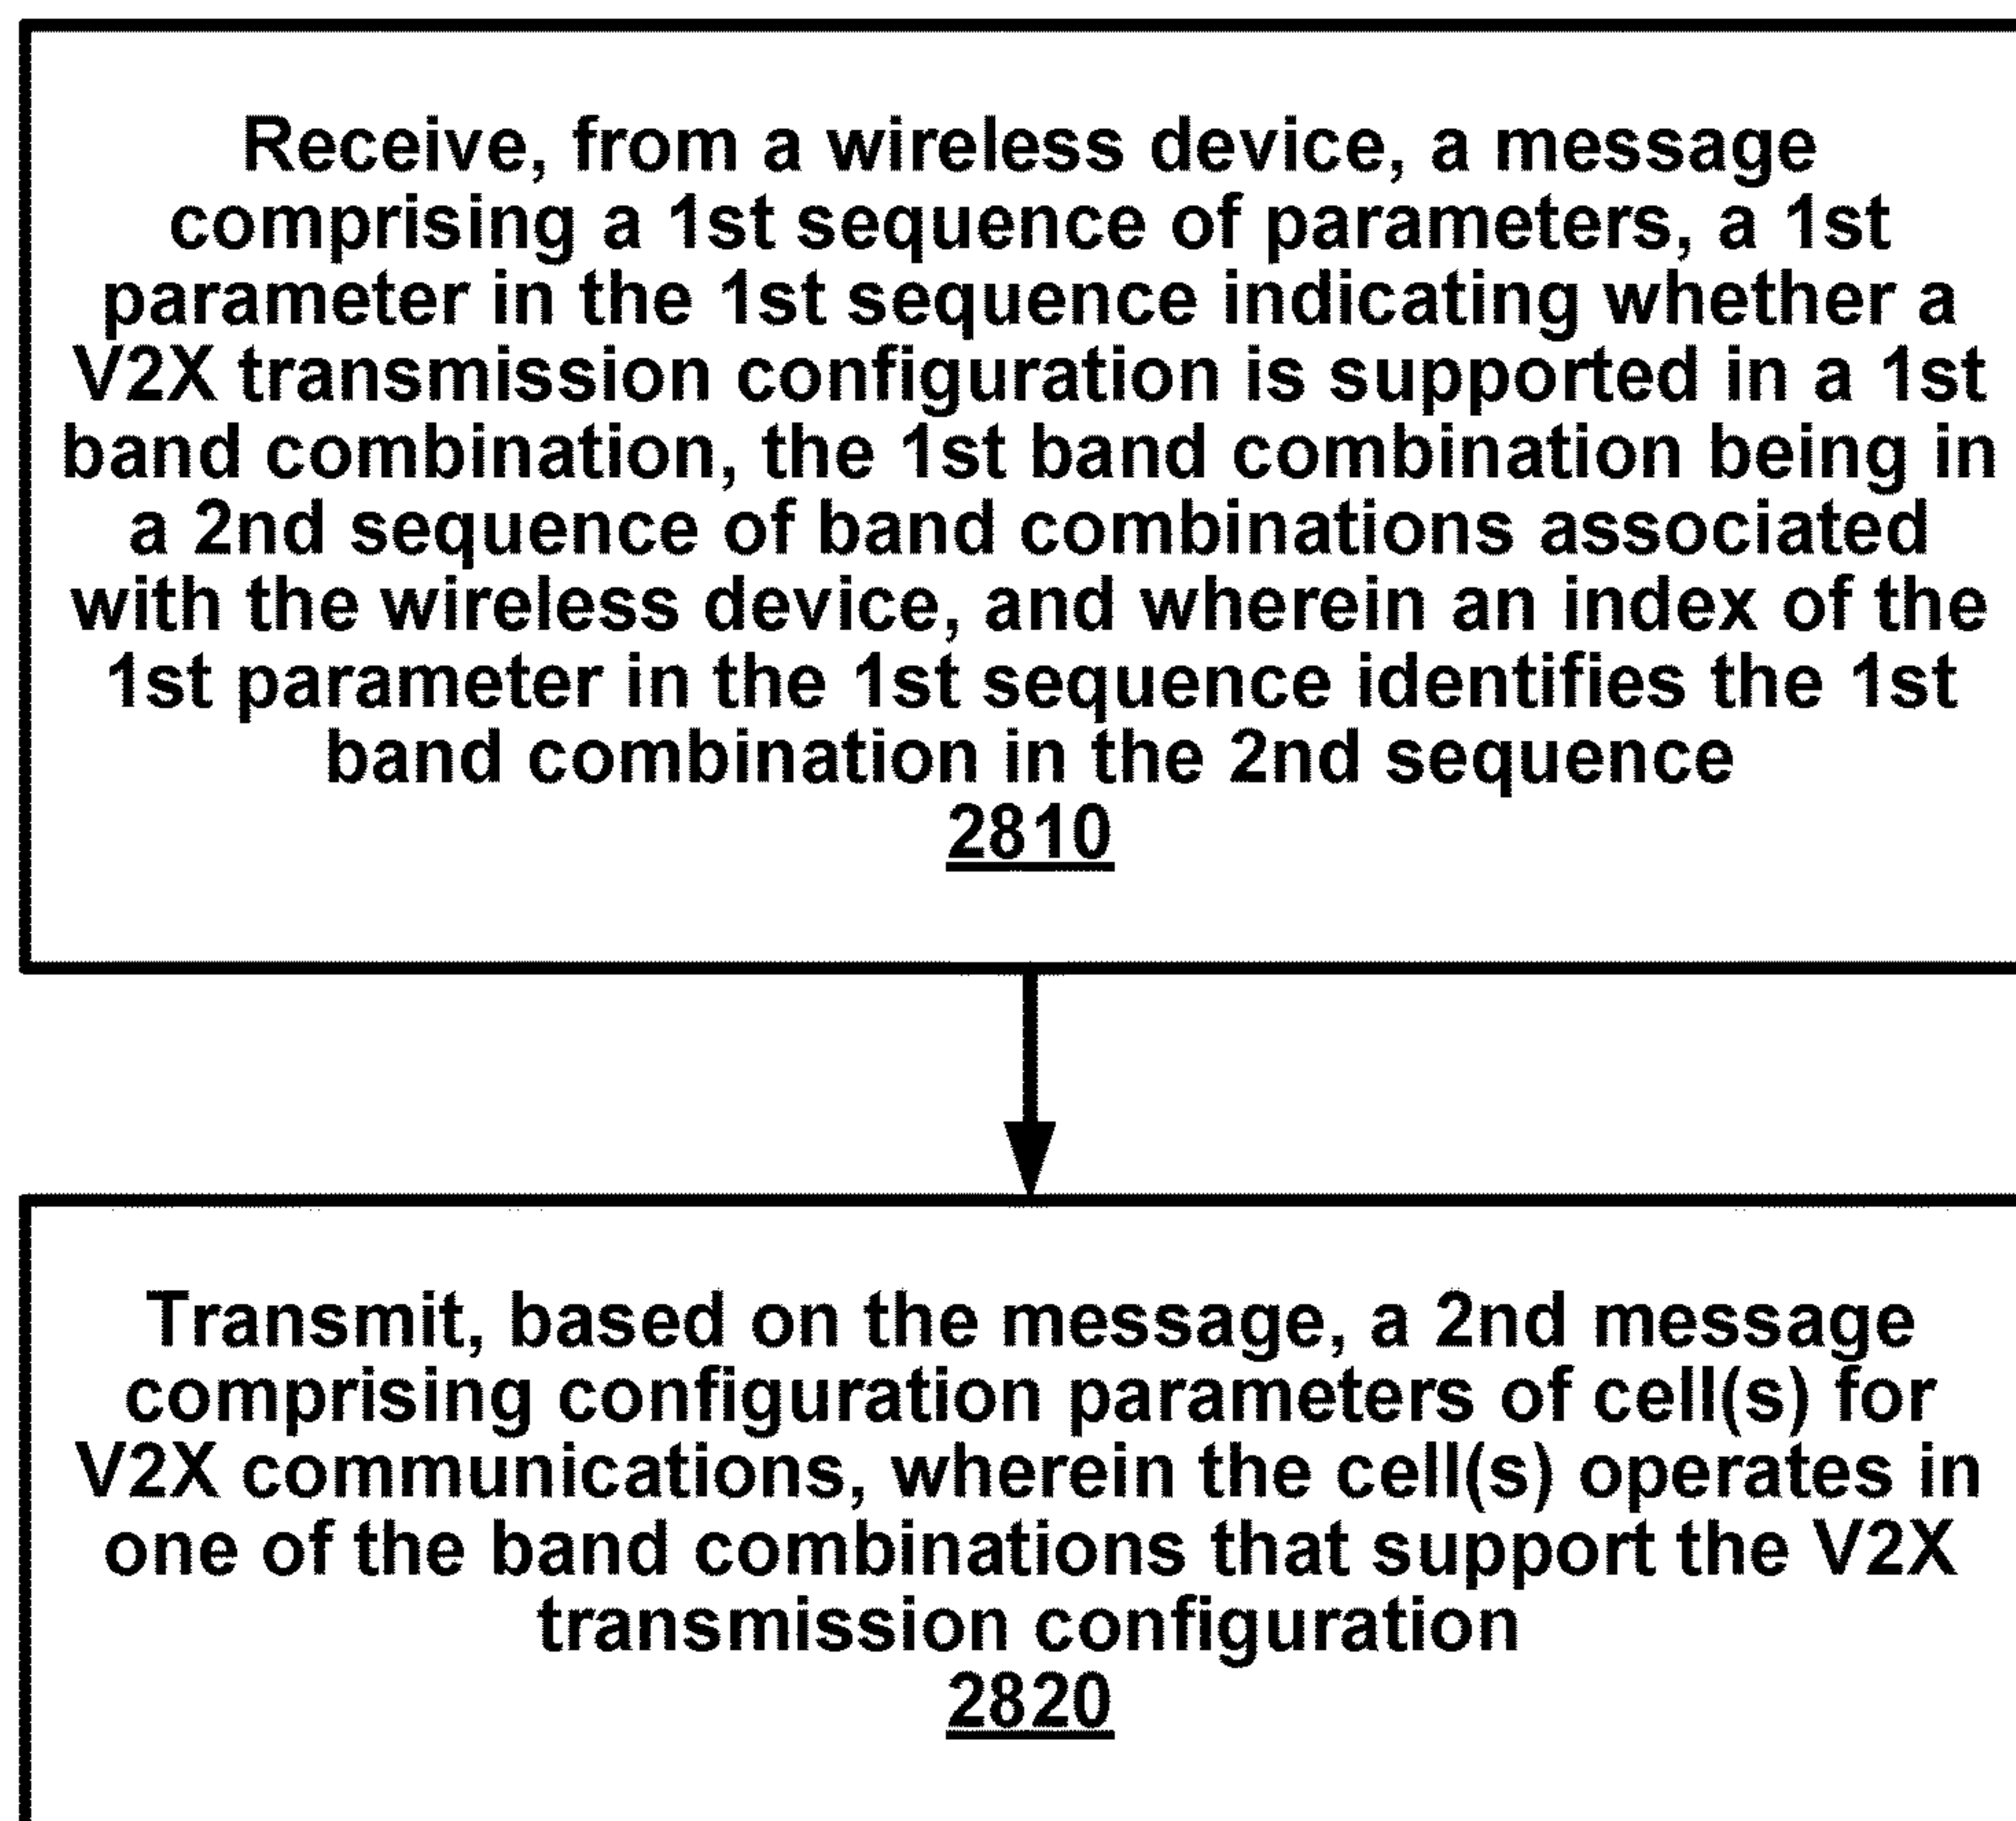 Receive, from a wireless device, a message
comprising a 1st sequence of parameters, a 1st
parameter in the 1st sequence indicating whether a
V2X transmission configuration is supported in a 1st
band combination, the 1st band combination being in
a 2nd sequence of band combinations associated
with the wireless device, and wherein an index of the
1st parameter in the 1st sequence identifies the 1st
band combination in the 2nd sequence
2810
Transmit, based on the message, a 2nd message
comprising configuration parameters of cell(s) for
V2X communications, wherein the cell(s) operates in
one of the band combinations that support the V2X
transmission configuration
2820